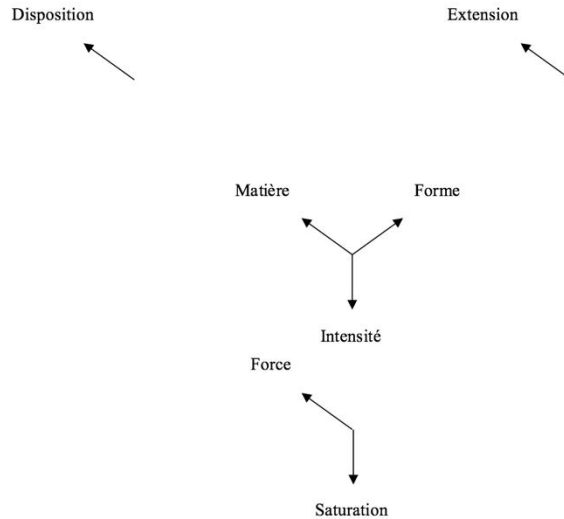 Disposition
Extension
Matière
Forme
Intensité
Force
Saturation